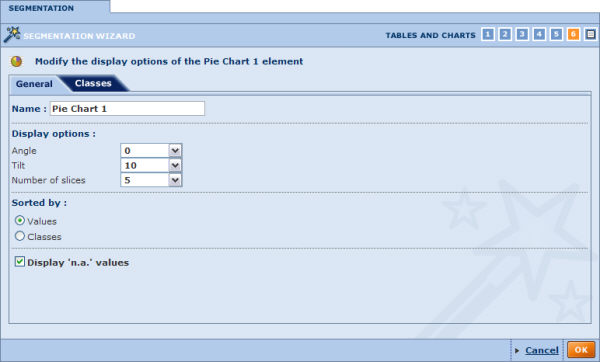 SEGMENTATION
SEGMENTATION WIZARD
TABLES AND CHARTS 1 2 3 4 5 6
Modify the display options of the Pie Chart 1 element
General Classes
Name : Pie Chart 1
Display options :
Angle 0
Tilt 10
Number of slices 5
Sorted by :
Values
Classes
Display 'n.a.' values
Cancel OK